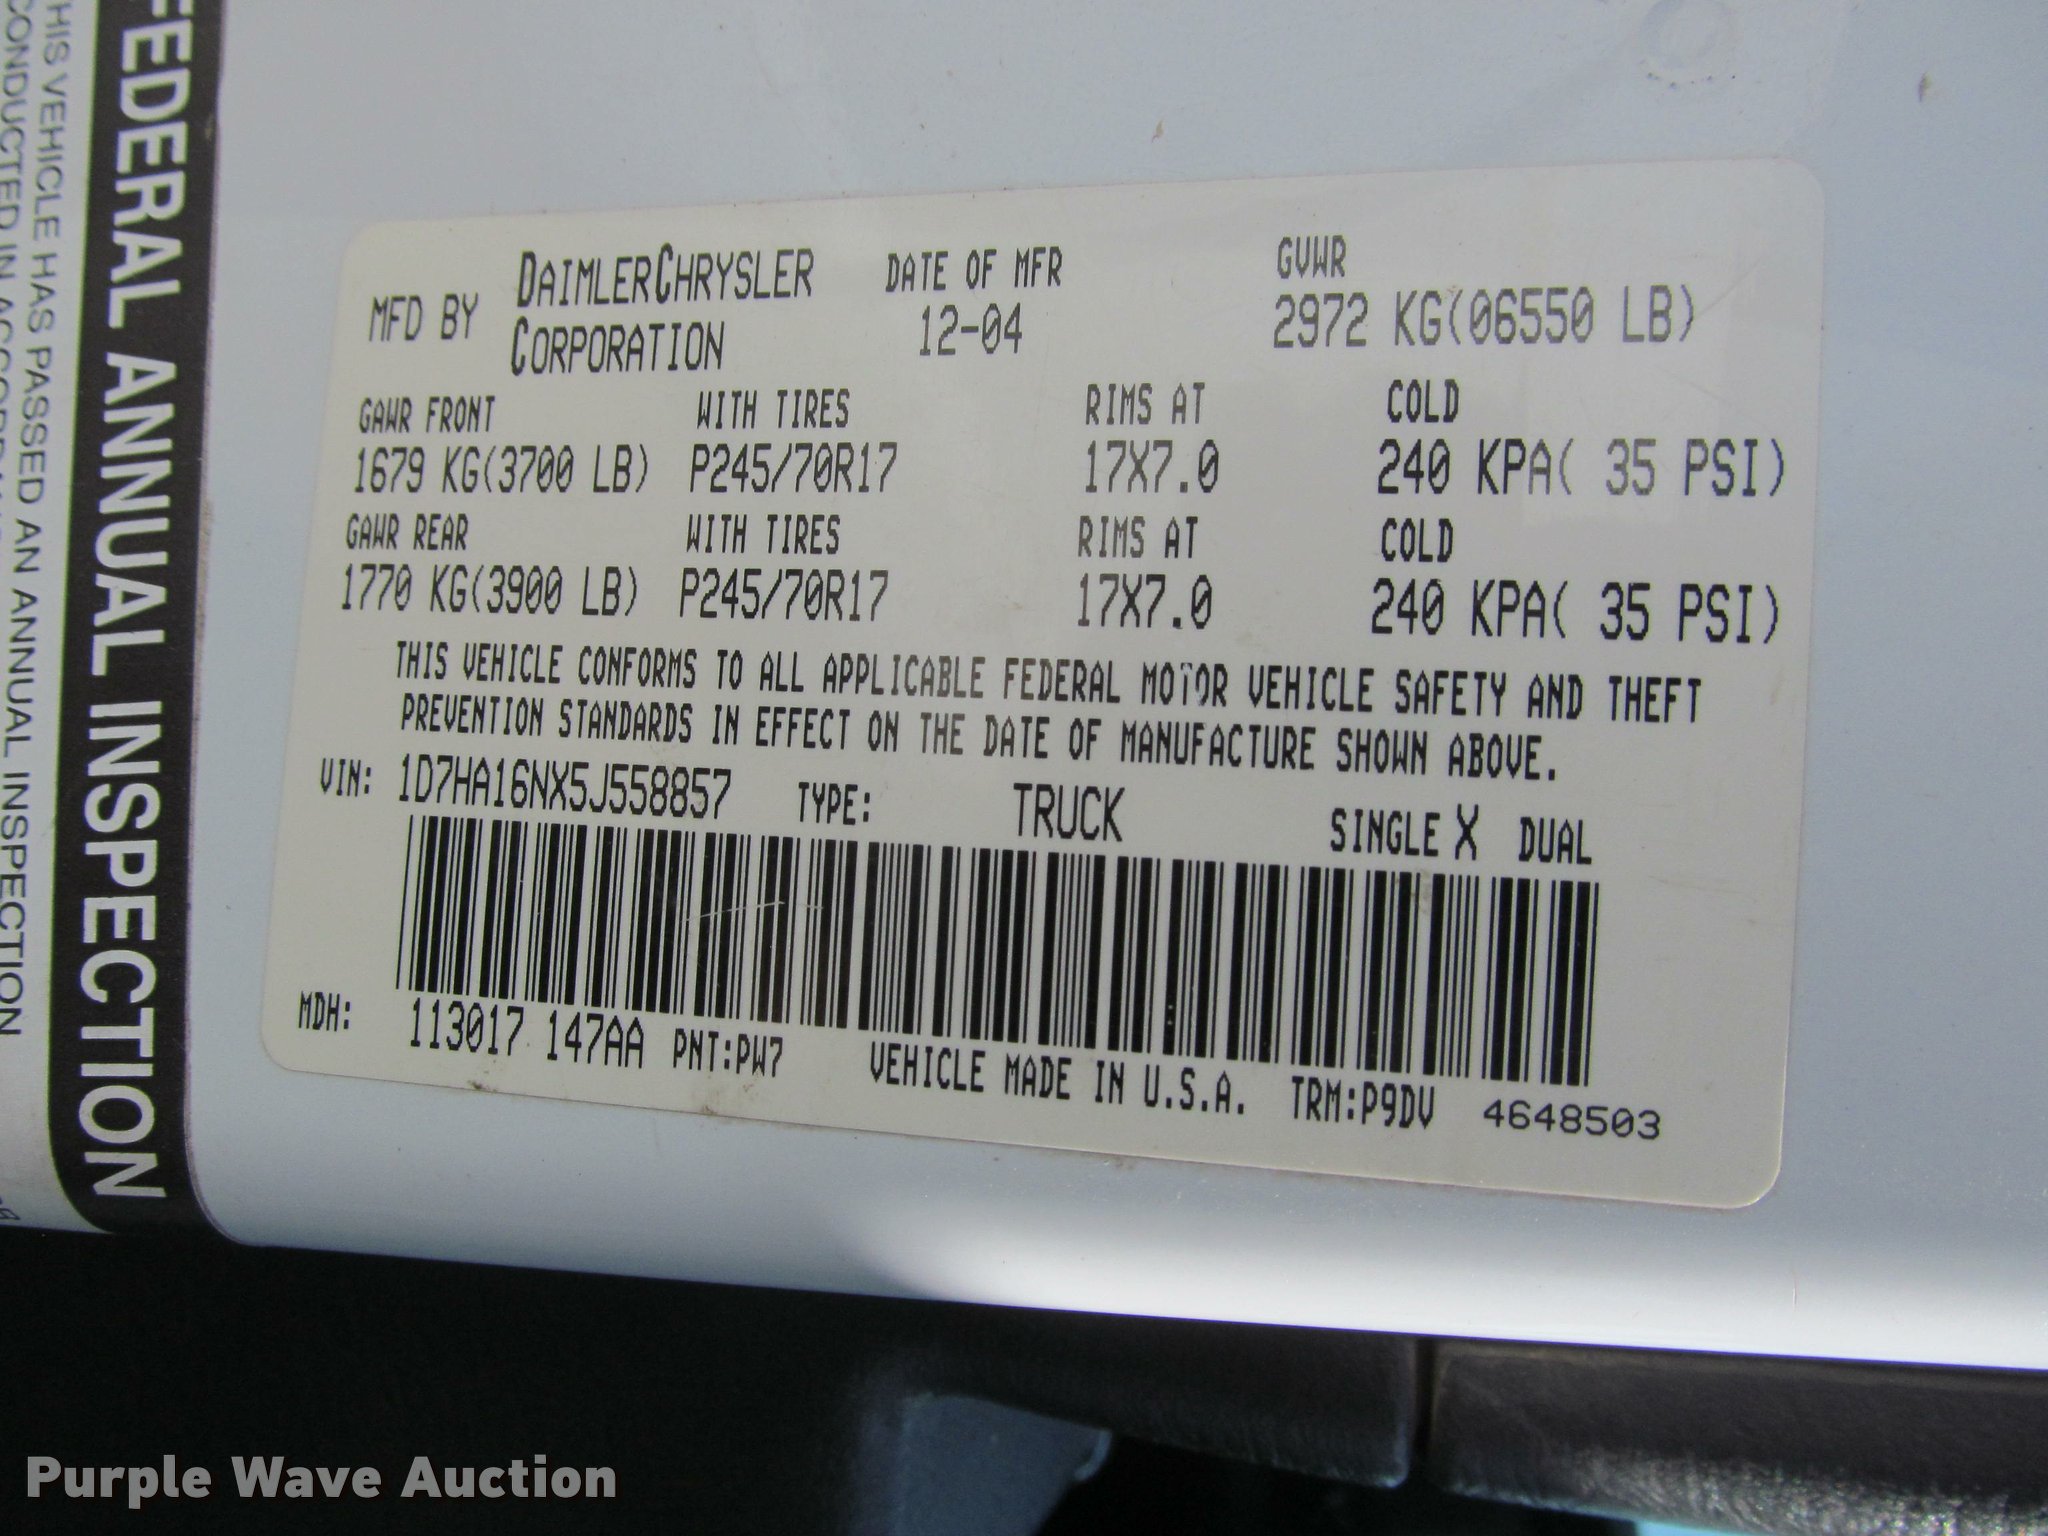 FEDERAL ANNUAL INSPECTION
THIS VEHICLE HAS PASSED AN ANNUAL INSPECTION
CONDUCTED IN
MFD BY DAIMLERCHRYSLER CORPORATION
DATE OF MFR 12-04
GVWR 2972 KG(06550 LB)
GAWR FRONT WITH TIRES RIMS AT COLD
1679 KG(3700 LB) P245/70R17 17X7.0 240 KPA( 35 PSI)
GAWR REAR WITH TIRES RIMS AT COLD
1770 KG(3900 LB) P245/70R17 17X7.0 240 KPA( 35 PSI)
THIS VEHICLE CONFORMS TO ALL APPLICABLE FEDERAL MOTOR VEHICLE SAFETY AND THEFT
PREVENTION STANDARDS IN EFFECT ON THE DATE OF MANUFACTURE SHOWN ABOVE.
VIN: 1D7HA16NX5J558857 TYPE: TRUCK SINGLE X DUAL
MDH: 113017 147AA PNT:PW7 VEHICLE MADE IN U.S.A. TRM:P9DV 4648503
Purple Wave Auction